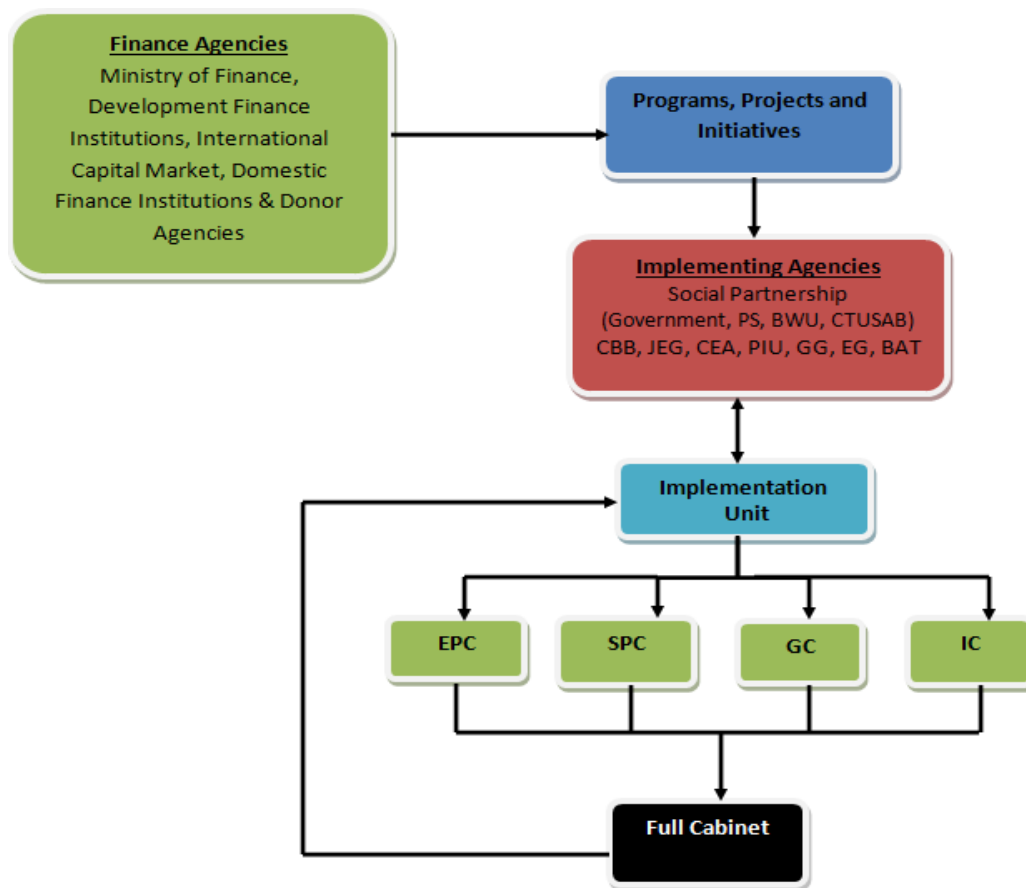 Finance Agencies
Ministry of Finance,
Development Finance
Institutions, International
Capital Market, Domestic
Finance Institutions & Donor
Agencies
Programs, Projects and
Initiatives
Implementing Agencies
Social Partnership
(Government, PS, BWU, CTUSAB)
CBB, JEG, CEA, PIU, GG, EG, BAT
Implementation
Unit
EPC
SPC
GC
IC
Full Cabinet